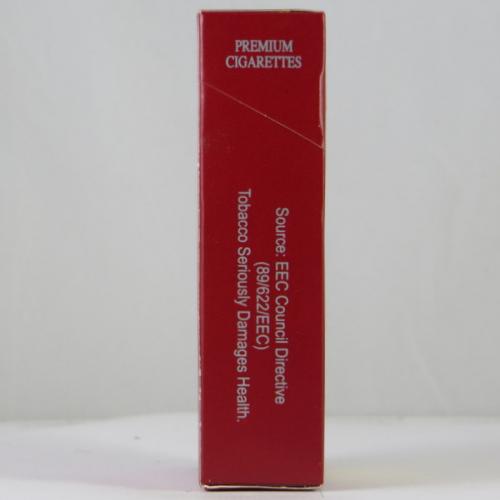 PREMIUM
CIGARETTES
Source: EEC Council Directive
(89/622/EEC)
Tobacco Seriously Damages Health.